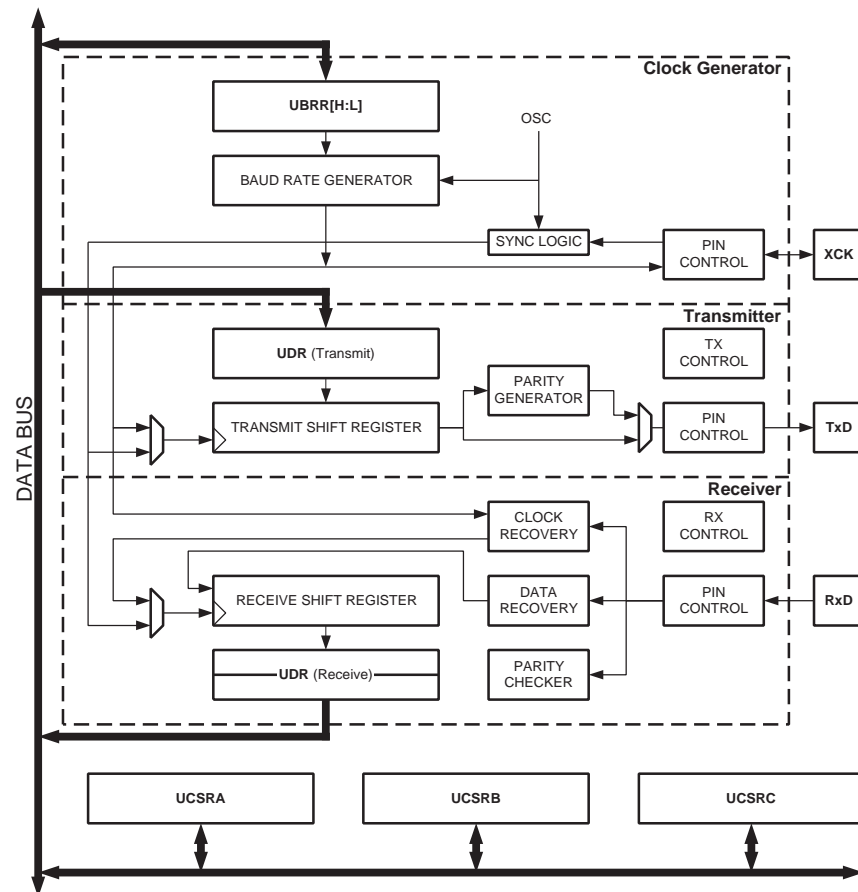 Clock Generator
UBRR[H:L]
OSC
BAUD RATE GENERATOR
SYNC LOGIC
PIN
CONTROL
XCK
Transmitter
UDR (Transmit)
TX
CONTROL
PARITY
GENERATOR
TRANSMIT SHIFT REGISTER
PIN
CONTROL
TxD
DATA BUS
Receiver
CLOCK
RECOVERY
RX
CONTROL
RECEIVE SHIFT REGISTER
DATA
RECOVERY
PIN
CONTROL
RxD
UDR (Receive)
PARITY
CHECKER
UCSRA
UCSRB
UCSRC